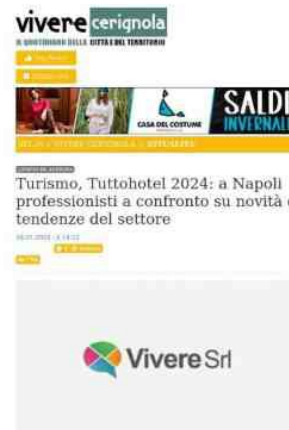 vivere cerignola
IL QUOTIDIANO DELLA CITTÀ E DEL TERRITORIO
CASA DEL COSTUME
SALDI
INVERNALI
Turismo, Tuttohotel 2024: a Napoli
professionisti a confronto su novità e
tendenze del settore
Vivere Srl